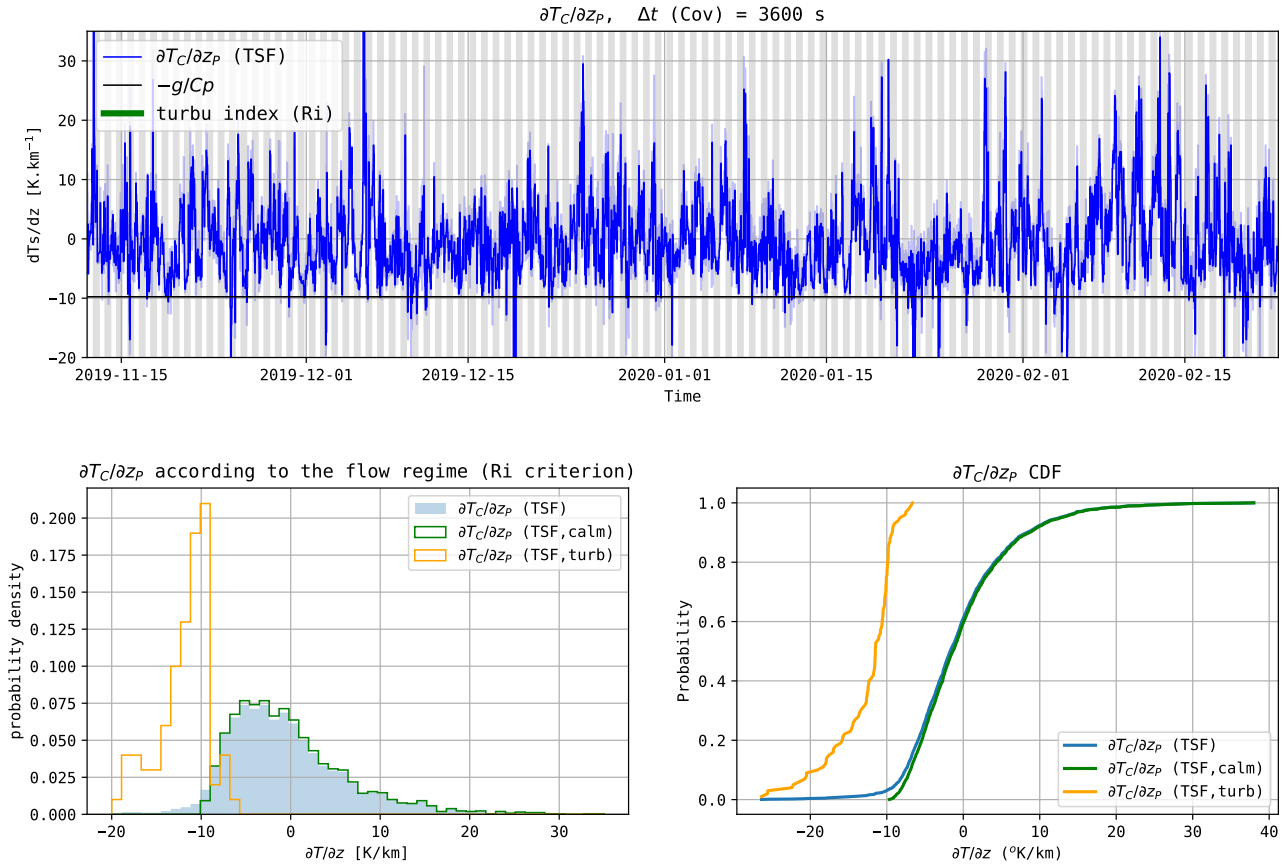 ∂T_C/∂z_P, Δt (Cov) = 3600 s
dTs/dz [K.km⁻¹]
30
20
10
0
−10
−20
∂T_C/∂z_P (TSF)
−g/Cp
turbu index (Ri)
2019-11-15 2019-12-01 2019-12-15 2020-01-01 2020-01-15 2020-02-01 2020-02-15
Time
∂T_C/∂z_P according to the flow regime (Ri criterion)
probability density
0.200
0.175
0.150
0.125
0.100
0.075
0.050
0.025
0.000
∂T_C/∂z_P (TSF)
∂T_C/∂z_P (TSF,calm)
∂T_C/∂z_P (TSF,turb)
−20 −10 0 10 20 30
∂T/∂z [K/km]
∂T_C/∂z_P CDF
Probability
1.0
0.8
0.6
0.4
0.2
0.0
∂T_C/∂z_P (TSF)
∂T_C/∂z_P (TSF,calm)
∂T_C/∂z_P (TSF,turb)
−20 −10 0 10 20 30 40
∂T/∂z (°K/km)